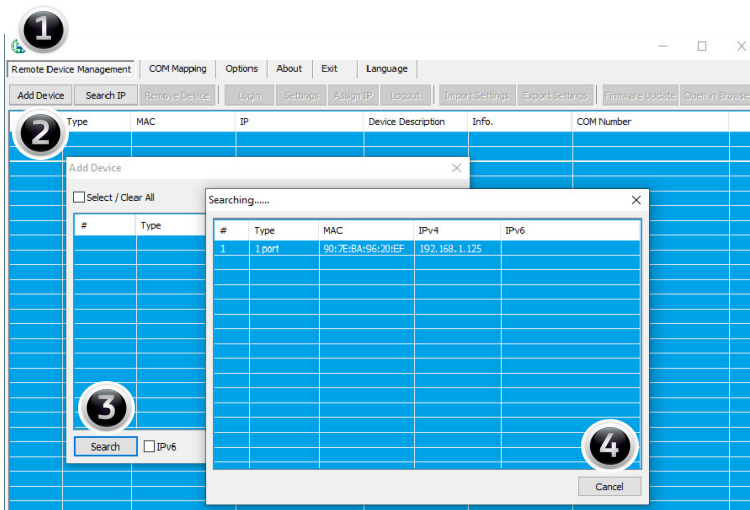 1
Remote Device Management COM Mapping Options About Exit Language
Add Device Search IP Remove Device Login Settings Assign IP Logout Import Settings Export Settings Firmware Update Open in Browse
2
Type MAC IP Device Description Info. COM Number
Add Device
Select / Clear All
# Type
Searching......
# Type MAC IPv4 IPv6
1 1 port 90:7E:BA:96:20:EF 192.168.1.125
3
Search IPv6
4
Cancel